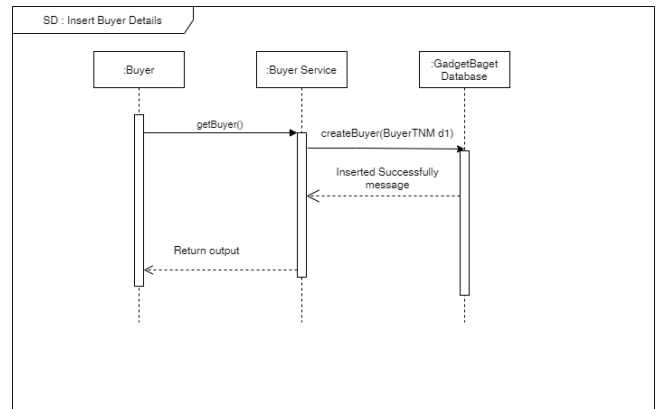 SD : Insert Buyer Details
:Buyer
:Buyer Service
:GadgetBaget
Database
getBuyer()
createBuyer(BuyerTNM d1)
Inserted Successfully
message
Return output